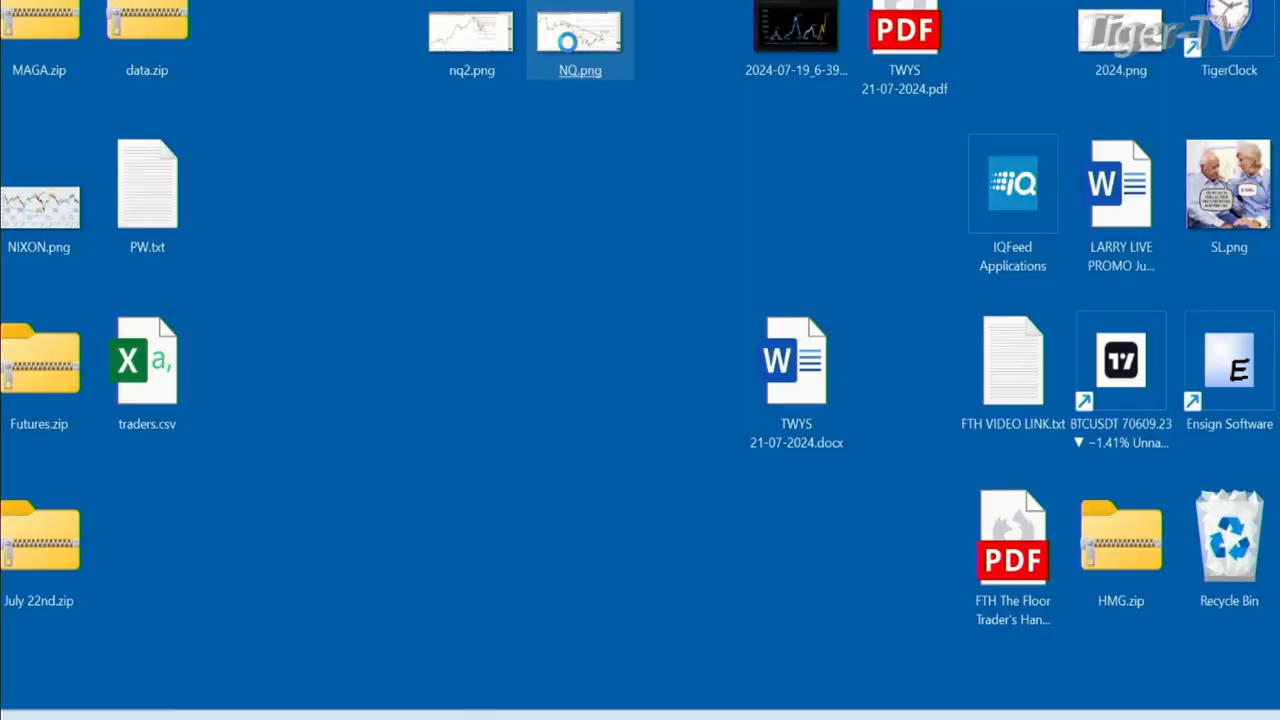 Tiger-TV
MAGA.zip
data.zip
nq2.png
NQ.png
2024-07-19_6-39...
PDF
TWYS
21-07-2024.pdf
2024.png
TigerClock
NIXON.png
PW.txt
iQ
IQFeed
Applications
W
LARRY LIVE
PROMO Ju...
SL.png
Futures.zip
X a,
traders.csv
W
TWYS
21-07-2024.docx
FTH VIDEO LINK.txt
BTCUSDT 70609.23
▼ −1.41% Unna...
E
Ensign Software
July 22nd.zip
PDF
FTH The Floor
Trader's Han...
HMG.zip
Recycle Bin